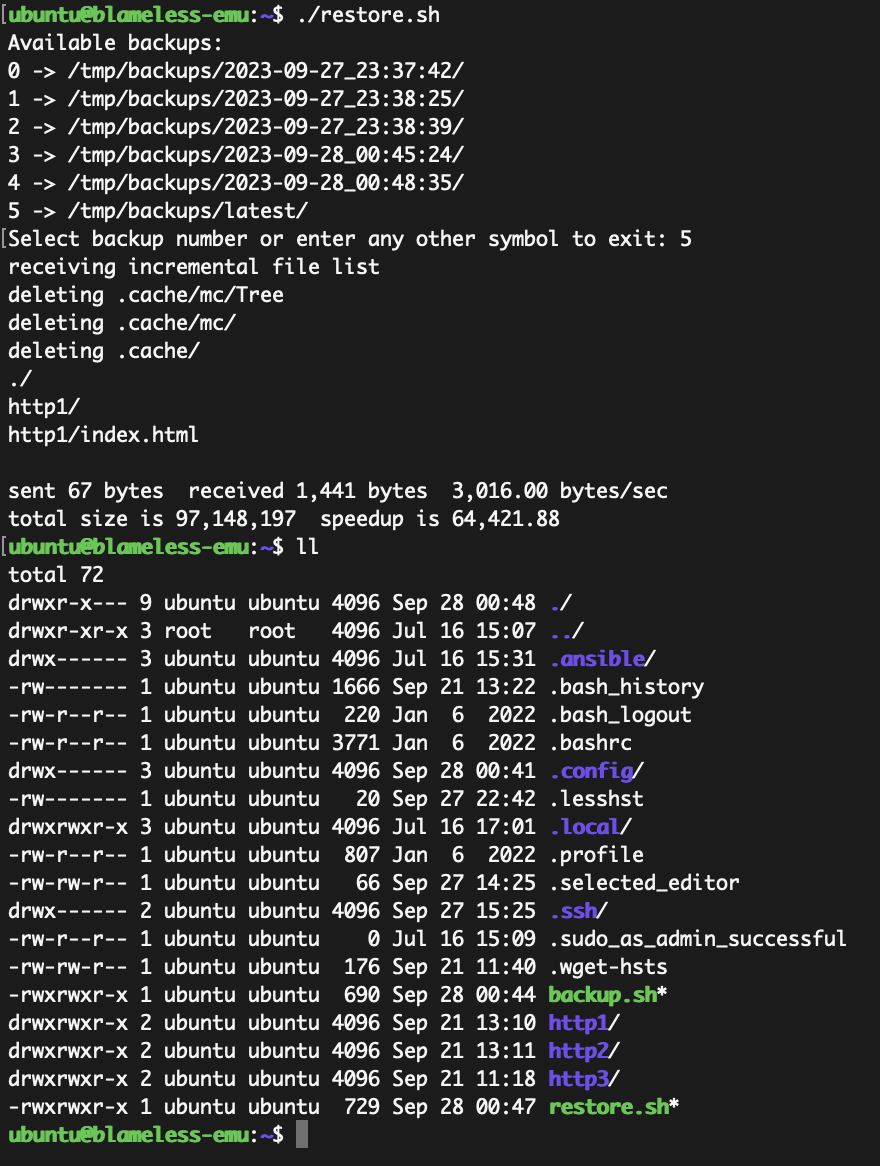 [ubuntu@blameless-emu:~$ ./restore.sh
Available backups:
0 -> /tmp/backups/2023-09-27_23:37:42/
1 -> /tmp/backups/2023-09-27_23:38:25/
2 -> /tmp/backups/2023-09-27_23:38:39/
3 -> /tmp/backups/2023-09-28_00:45:24/
4 -> /tmp/backups/2023-09-28_00:48:35/
5 -> /tmp/backups/latest/
[Select backup number or enter any other symbol to exit: 5
receiving incremental file list
deleting .cache/mc/Tree
deleting .cache/mc/
deleting .cache/
./
http1/
http1/index.html
sent 67 bytes  received 1,441 bytes  3,016.00 bytes/sec
total size is 97,148,197  speedup is 64,421.88
[ubuntu@blameless-emu:~$ ll
total 72
drwxr-x--- 9 ubuntu ubuntu 4096 Sep 28 00:48 ./
drwxr-xr-x 3 root   root   4096 Jul 16 15:07 ../
drwx------ 3 ubuntu ubuntu 4096 Jul 16 15:31 .ansible/
-rw------- 1 ubuntu ubuntu 1666 Sep 21 13:22 .bash_history
-rw-r--r-- 1 ubuntu ubuntu  220 Jan  6  2022 .bash_logout
-rw-r--r-- 1 ubuntu ubuntu 3771 Jan  6  2022 .bashrc
drwx------ 3 ubuntu ubuntu 4096 Sep 28 00:41 .config/
-rw------- 1 ubuntu ubuntu   20 Sep 27 22:42 .lesshst
drwxrwxr-x 3 ubuntu ubuntu 4096 Jul 16 17:01 .local/
-rw-r--r-- 1 ubuntu ubuntu  807 Jan  6  2022 .profile
-rw-rw-r-- 1 ubuntu ubuntu   66 Sep 27 14:25 .selected_editor
drwx------ 2 ubuntu ubuntu 4096 Sep 27 15:25 .ssh/
-rw-r--r-- 1 ubuntu ubuntu    0 Jul 16 15:09 .sudo_as_admin_successful
-rw-rw-r-- 1 ubuntu ubuntu  176 Sep 21 11:40 .wget-hsts
-rwxrwxr-x 1 ubuntu ubuntu  690 Sep 28 00:44 backup.sh*
drwxrwxr-x 2 ubuntu ubuntu 4096 Sep 21 13:10 http1/
drwxrwxr-x 2 ubuntu ubuntu 4096 Sep 21 13:11 http2/
drwxrwxr-x 2 ubuntu ubuntu 4096 Sep 21 11:18 http3/
-rwxrwxr-x 1 ubuntu ubuntu  729 Sep 28 00:47 restore.sh*
ubuntu@blameless-emu:~$